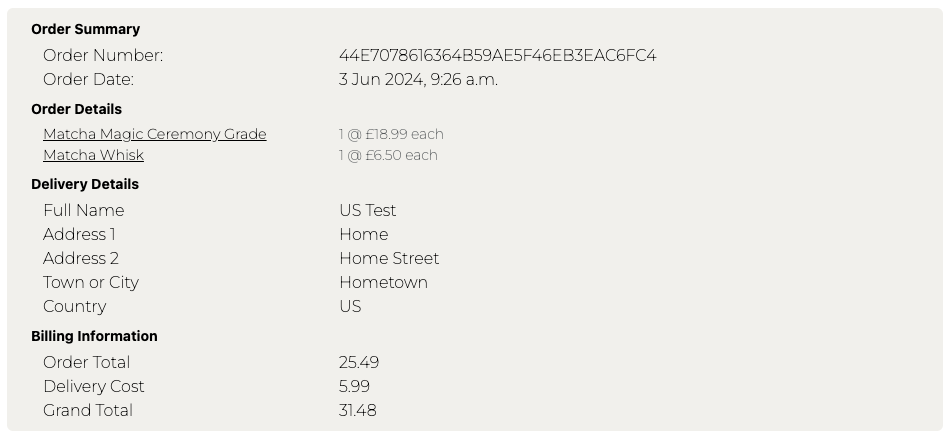 Order Summary
Order Number: 44E7078616364B59AE5F46EB3EAC6FC4
Order Date: 3 Jun 2024, 9:26 a.m.
Order Details
Matcha Magic Ceremony Grade 1 @ £18.99 each
Matcha Whisk 1 @ £6.50 each
Delivery Details
Full Name US Test
Address 1 Home
Address 2 Home Street
Town or City Hometown
Country US
Billing Information
Order Total 25.49
Delivery Cost 5.99
Grand Total 31.48